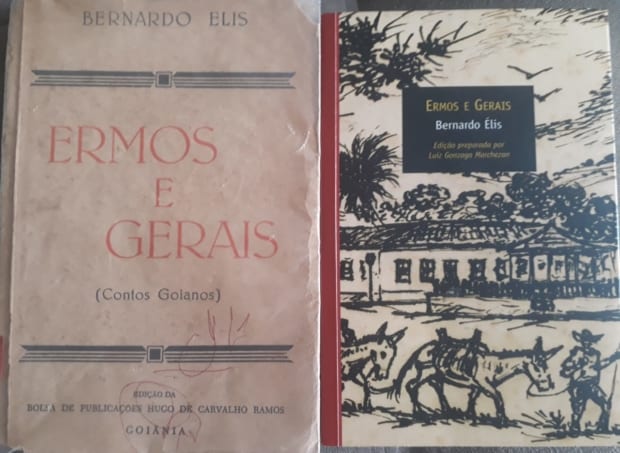 BERNARDO ELIS
ERMOS
E
GERAIS
(Contos Goianos)
EDIÇÃO DA
BOLSA DE PUBLICAÇÕES HUGO DE CARVALHO RAMOS
GOIÂNIA
ERMOS E GERAIS
Bernardo Élis
Edição preparada por
Luiz Gonzaga Marchezan